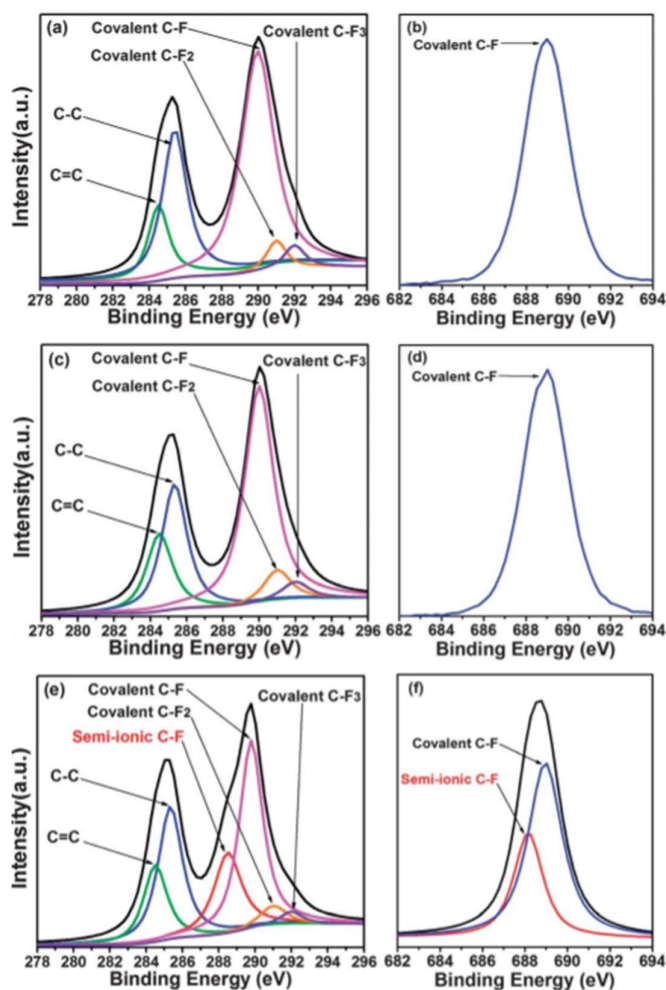 (a)
Covalent C-F
Covalent C-F3
Covalent C-F2
C-C
C=C
Intensity(a.u.)
278 280 282 284 286 288 290 292 294 296
Binding Energy (eV)
(b)
Covalent C-F
682 684 686 688 690 692 694
Binding Energy (eV)
(c)
Covalent C-F
Covalent C-F3
Covalent C-F2
C-C
C=C
Intensity(a.u.)
278 280 282 284 286 288 290 292 294 296
Binding Energy (eV)
(d)
Covalent C-F
682 684 686 688 690 692 694
Binding Energy (eV)
(e)
Covalent C-F
Covalent C-F3
Covalent C-F2
Semi-ionic C-F
C-C
C=C
Intensity(a.u.)
278 280 282 284 286 288 290 292 294 296
Binding Energy (eV)
(f)
Covalent C-F
Semi-ionic C-F
682 684 686 688 690 692 694
Binding Energy (eV)